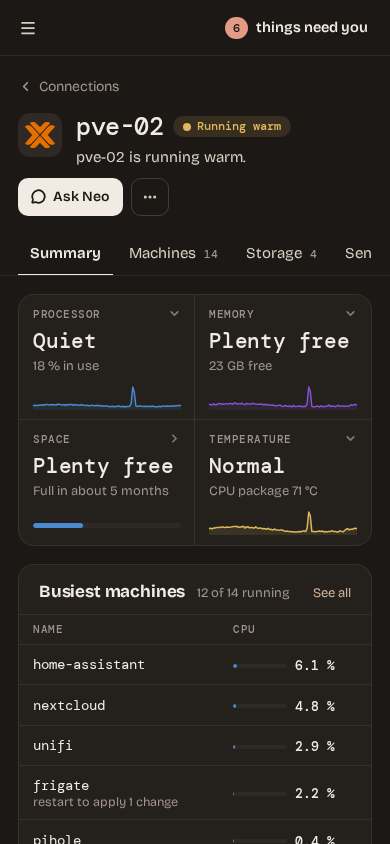 6 things need you
Connections
pve-02 Running warm
pve-02 is running warm.
Ask Neo
Summary Machines 14 Storage 4 Sen
PROCESSOR
Quiet
18 % in use
MEMORY
Plenty free
23 GB free
SPACE
Plenty free
Full in about 5 months
TEMPERATURE
Normal
CPU package 71 °C
Busiest machines 12 of 14 running See all
NAME CPU
home-assistant 6.1 %
nextcloud 4.8 %
unifi 2.9 %
frigate 2.2 %
restart to apply 1 change
pihole 0.4 %